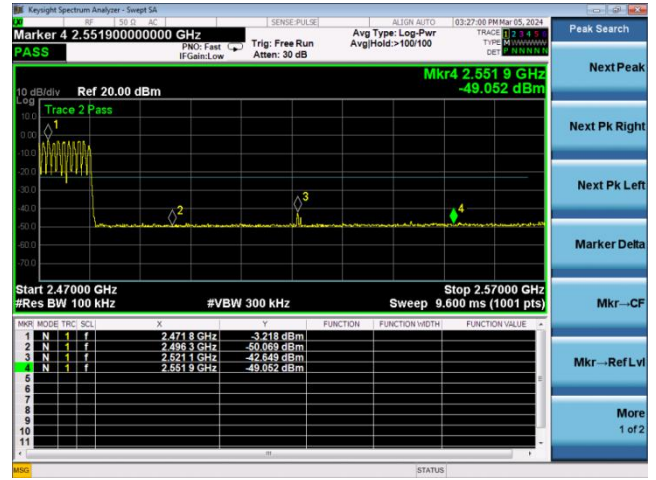 Keysight Spectrum Analyzer - Swept SA
RF 50 Ω AC SENSE:PULSE ALIGN AUTO 03:27:00 PM Mar 05, 2024
Marker 4 2.551900000000 GHz
PASS
PNO: Fast
IFGain:Low
Trig: Free Run
Atten: 30 dB
Avg Type: Log-Pwr
Avg|Hold:>100/100
TRACE 1 2 3 4 5 6
TYPE M WWWWW
DET P N N N N N
Mkr4 2.551 9 GHz
-49.052 dBm
10 dB/div Ref 20.00 dBm
Log
Trace 2 Pass
10.0
0.00
-10.0
-20.0
-30.0
-40.0
-50.0
-60.0
-70.0
1
2
3
4
Start 2.47000 GHz Stop 2.57000 GHz
#Res BW 100 kHz #VBW 300 kHz Sweep 9.600 ms (1001 pts)
MKR MODE TRC SCL X Y FUNCTION FUNCTION WIDTH FUNCTION VALUE
1 N 1 f 2.471 8 GHz -3.218 dBm
2 N 1 f 2.496 3 GHz -50.069 dBm
3 N 1 f 2.521 1 GHz -42.649 dBm
4 N 1 f 2.551 9 GHz -49.052 dBm
5
6
7
8
9
10
11
MSG STATUS
Peak Search
Next Peak
Next Pk Right
Next Pk Left
Marker Delta
Mkr→CF
Mkr→Ref Lvl
More
1 of 2